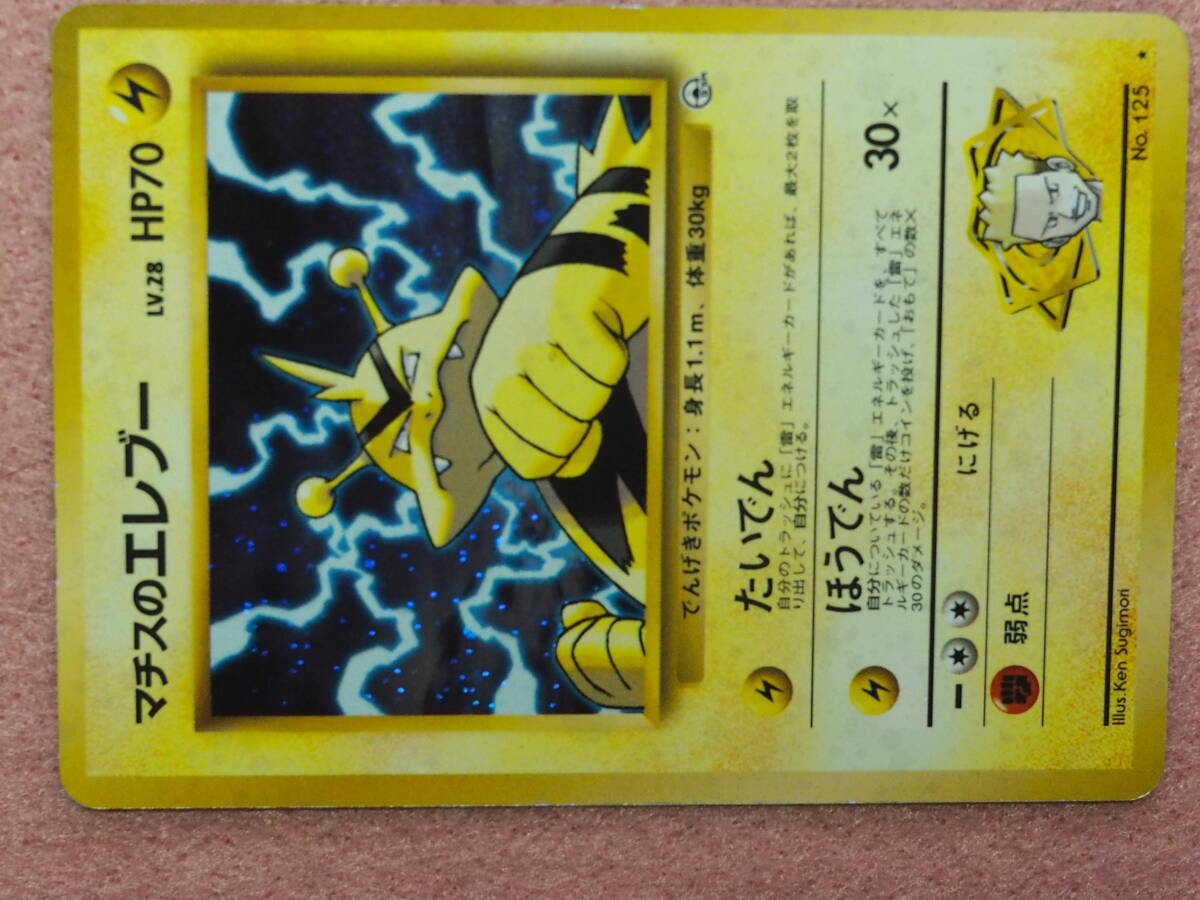 マチスのエレブー LV.28 HP70
でんげきポケモン：身長1.1m、体重30kg
たいでん
自分のトラッシュに「雷」エネルギーカードがあれば、最大2枚を取
り出して、自分につける。
ほうでん 30×
自分についている「雷」エネルギーカードを、すべて
トラッシュする。その後、トラッシュした「雷」エネ
ルギーカードの数だけコインを投げ、「おもて」の数×
30のダメージ。
にげる
弱点
Illus.Ken Sugimori No. 125 ★